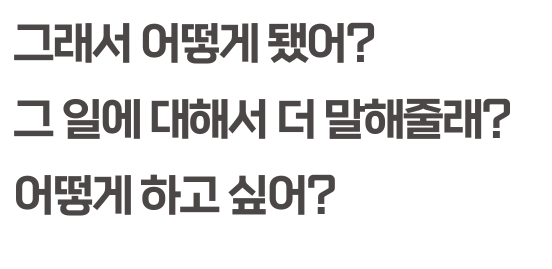 그래서 어떻게 됐어?
그 일에 대해서 더 말해줄래?
어떻게 하고 싶어?